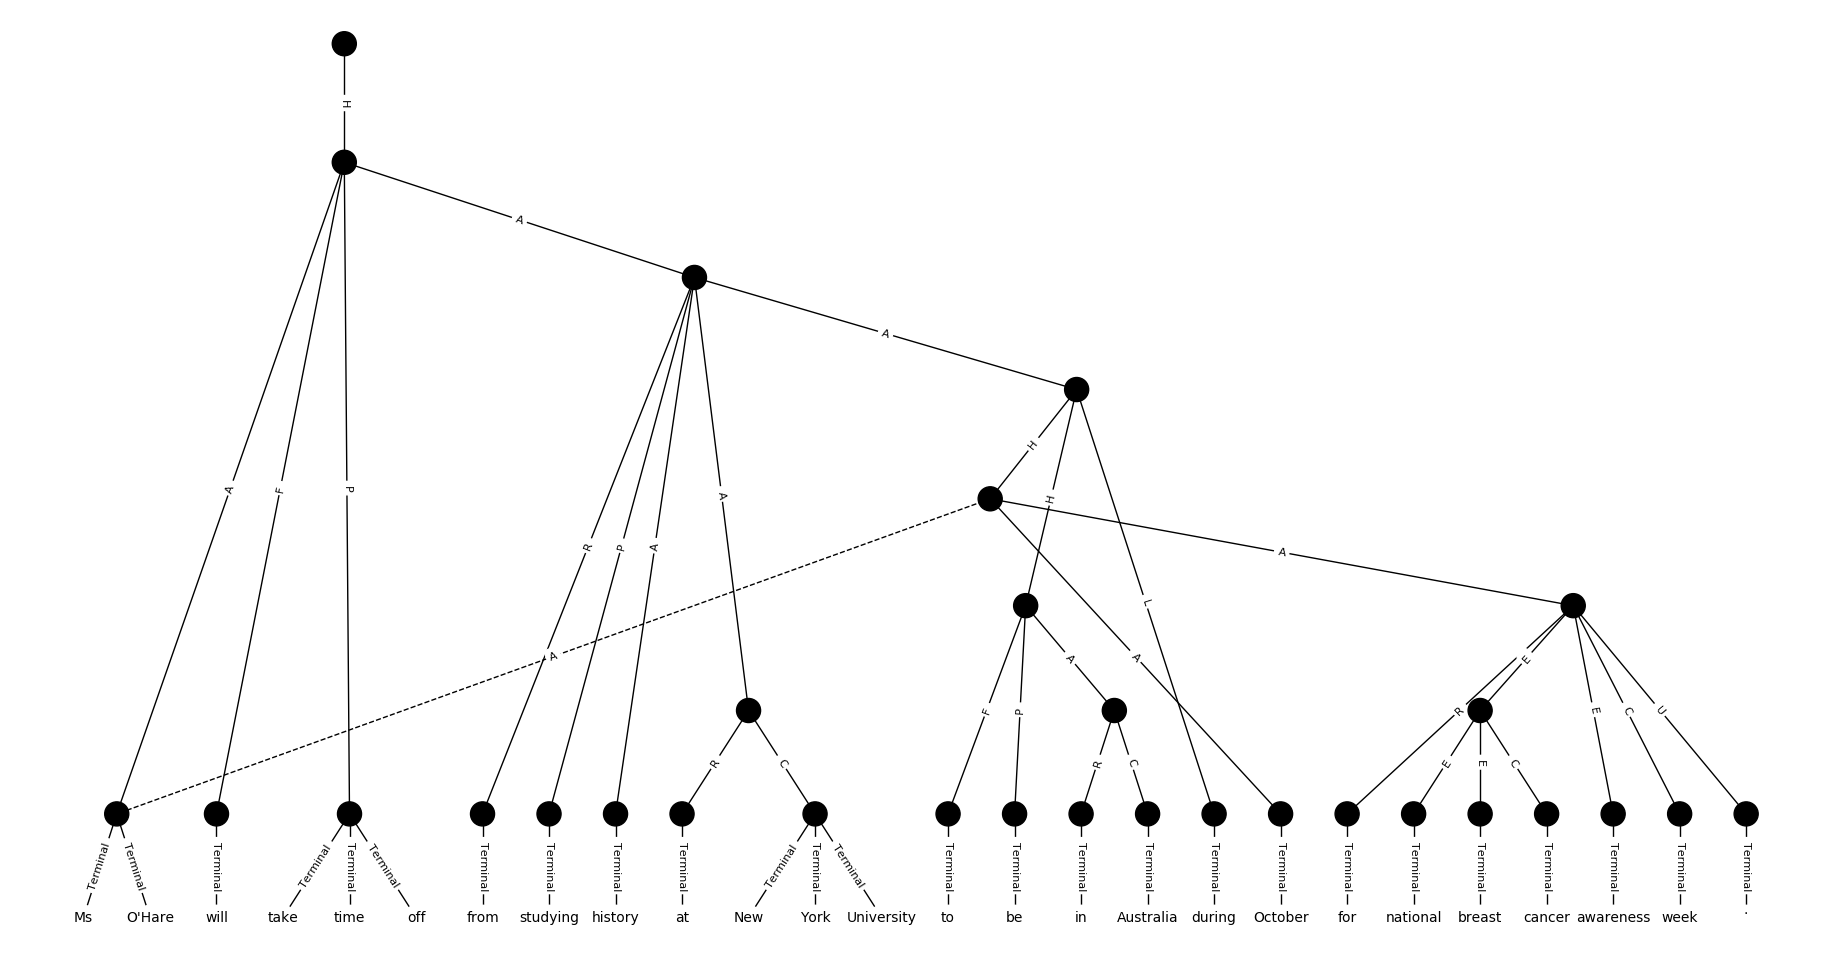 H
A
A
A
F
P
H
H
A
A
R
P
A
A
L
A
A
E
R
E
C
U
F
P
R
C
R
C
E
E
C
Terminal Terminal Terminal Terminal Terminal Terminal Terminal Terminal Terminal Terminal Terminal Terminal Terminal Terminal Terminal Terminal Terminal Terminal Terminal Terminal Terminal Terminal Terminal Terminal Terminal Terminal
Ms O'Hare will take time off from studying history at New York University to be in Australia during October for national breast cancer awareness week .